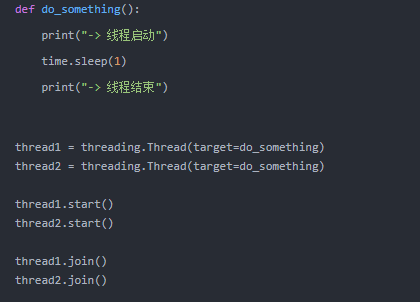 def do_something():
    print("-> 线程启动")
    time.sleep(1)
    print("-> 线程结束")
thread1 = threading.Thread(target=do_something)
thread2 = threading.Thread(target=do_something)
thread1.start()
thread2.start()
thread1.join()
thread2.join()